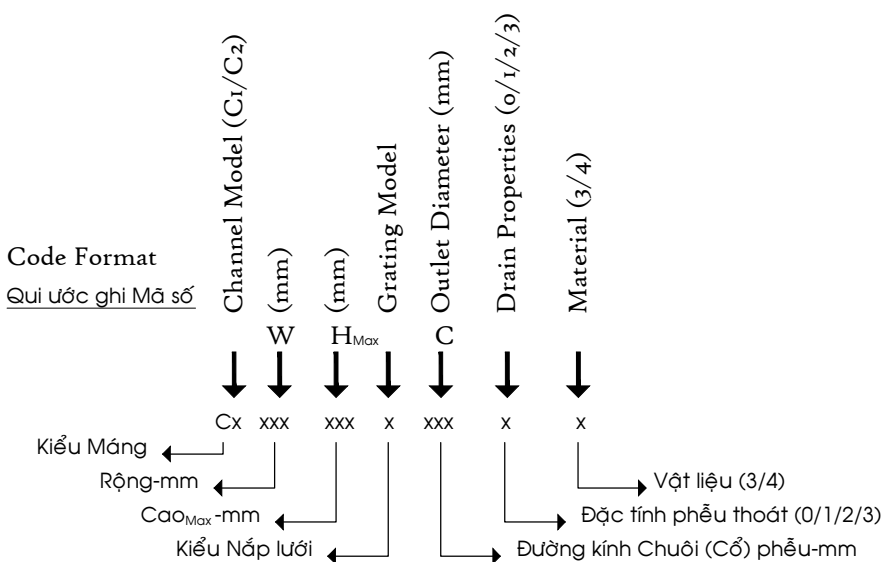 Channel Model (C1/C2)
W (mm)
HMax (mm)
Grating Model
C Outlet Diameter (mm)
Drain Properties (0/1/2/3)
Material (3/4)
Code Format
Qui ước ghi Mã số
Cx xxx xxx x xxx x x
Kiểu Máng
Rộng-mm
Vật liệu (3/4)
CaoMax-mm
Đặc tính phễu thoát (0/1/2/3)
Kiểu Nắp lưới
Đường kính Chuôi (Cổ) phễu-mm